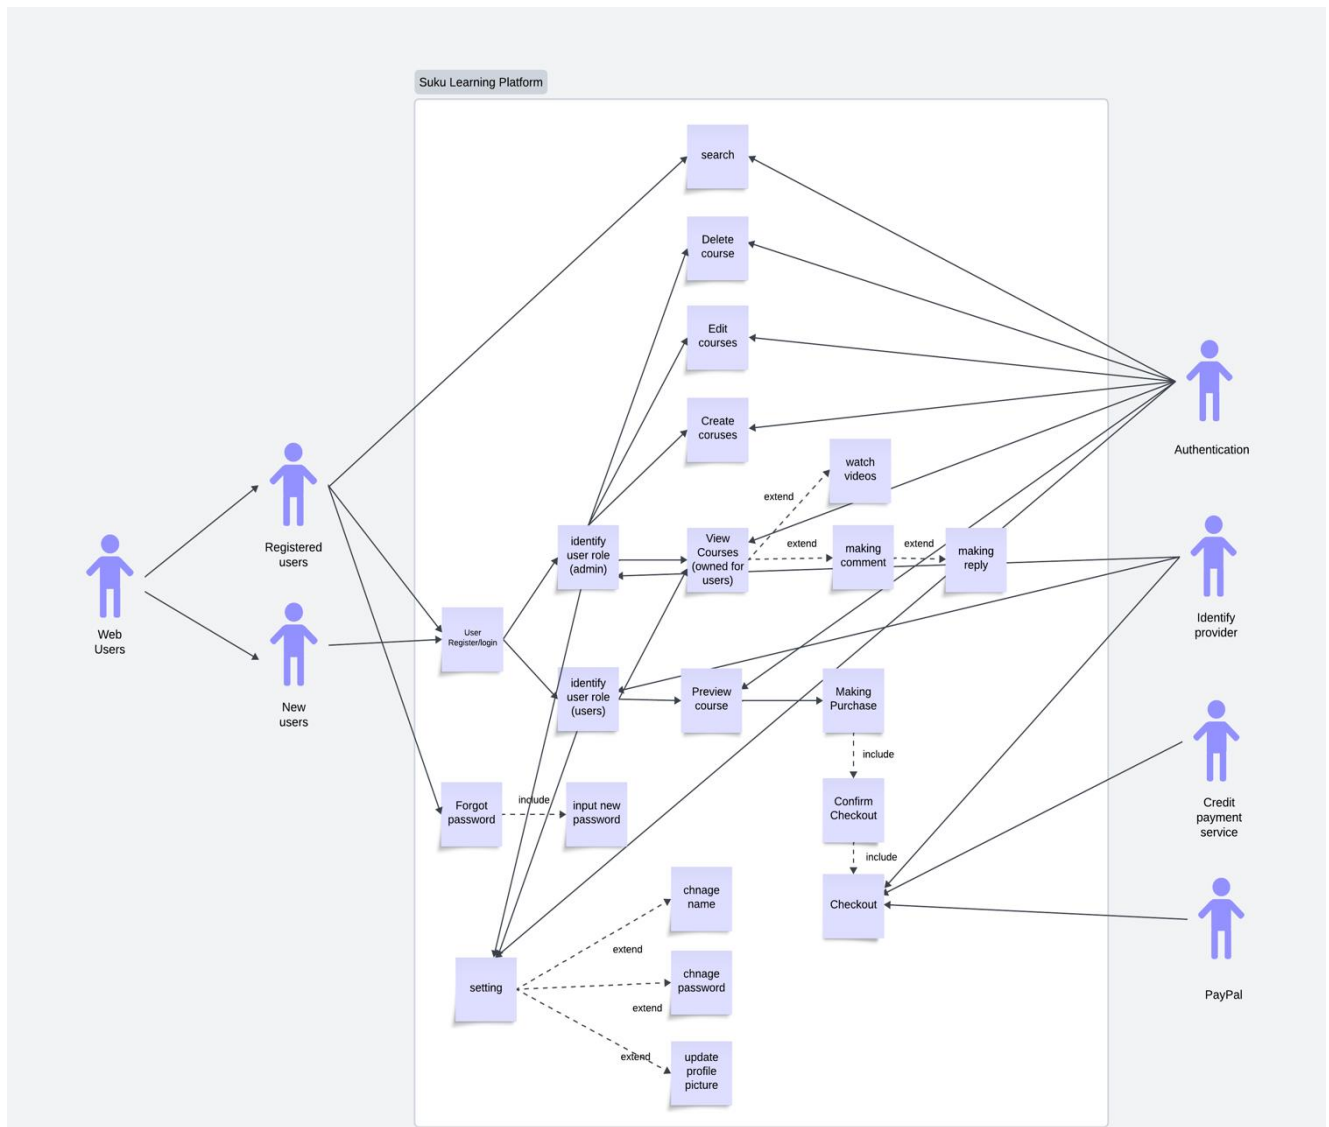 Suku Learning Platform
search
Delete
course
Edit
courses
Create
coruses
watch
videos
extend
Authentication
Registered
users
identify
user role
(admin)
View
Courses
(owned for
users)
extend
making
comment
extend
making
reply
Web
Users
User
Register/login
Identify
provider
New
users
identify
user role
(users)
Preview
course
Making
Purchase
include
Forgot
password
include
input new
password
Confirm
Checkout
include
Credit
payment
service
chnage
name
Checkout
extend
setting
chnage
password
extend
PayPal
extend
update
profile
picture